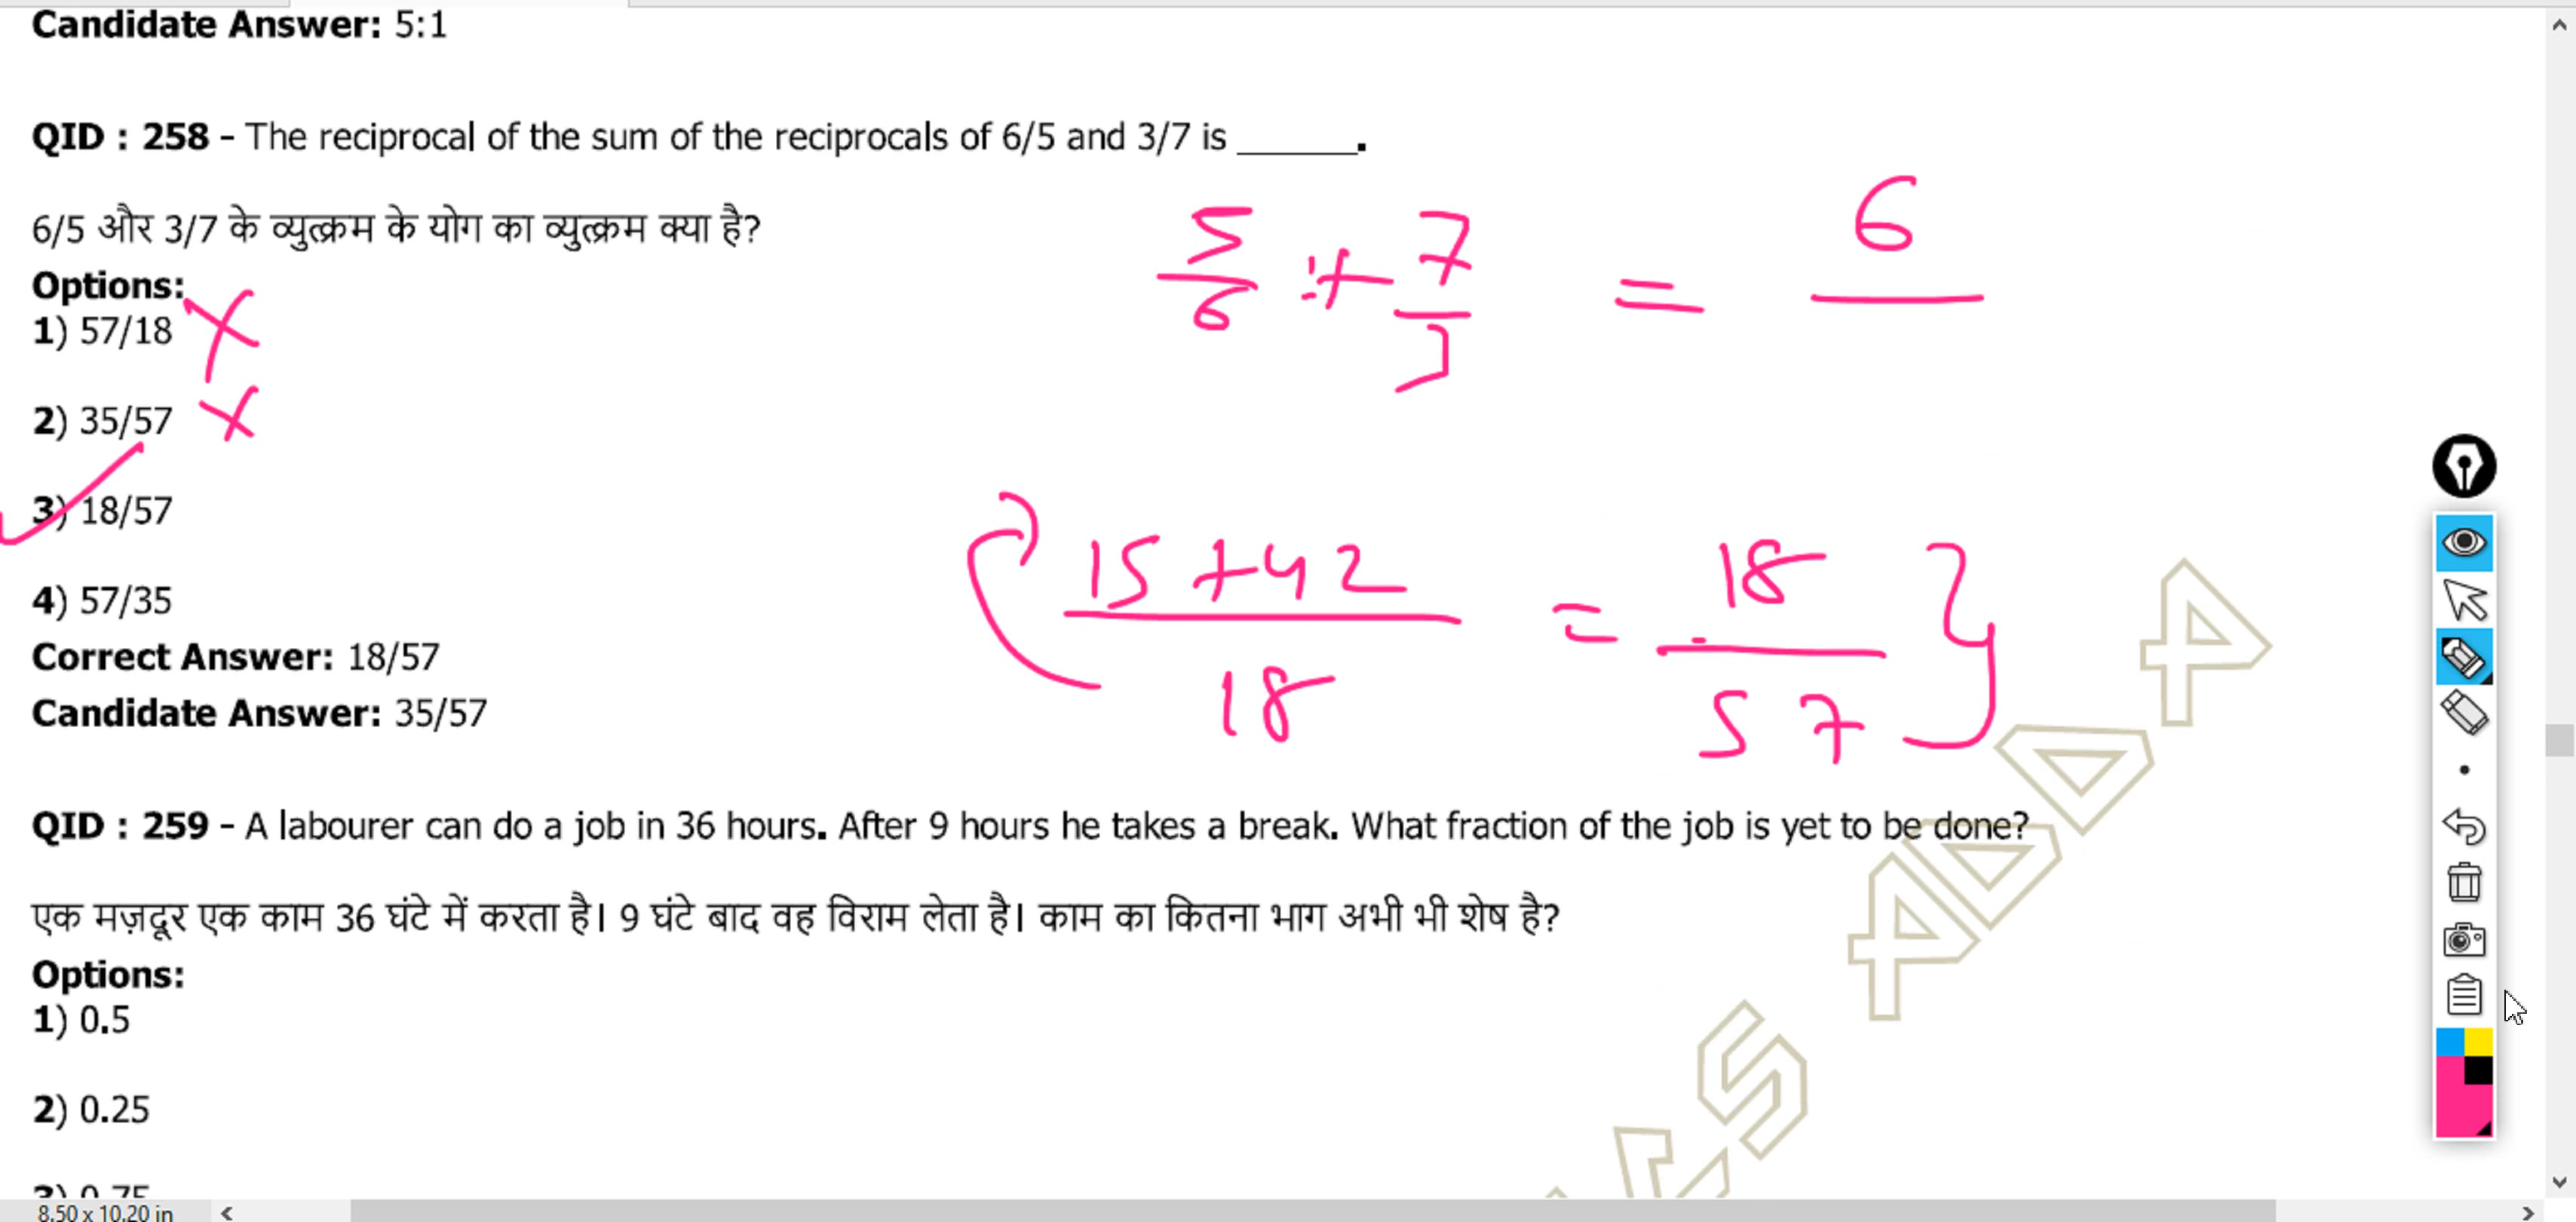 Candidate Answer: 5:1
QID : 258 - The reciprocal of the sum of the reciprocals of 6/5 and 3/7 is ______.
6/5 और 3/7 के व्युत्क्रम के योग का व्युत्क्रम क्या है?
Options:
1) 57/18
2) 35/57
3) 18/57
4) 57/35
Correct Answer: 18/57
Candidate Answer: 35/57
5/6 + 7/3 = 6/
15+42/18 = 18/57
QID : 259 - A labourer can do a job in 36 hours. After 9 hours he takes a break. What fraction of the job is yet to be done?
एक मज़दूर एक काम 36 घंटे में करता है। 9 घंटे बाद वह विराम लेता है। काम का कितना भाग अभी भी शेष है?
Options:
1) 0.5
2) 0.25
3) 0.75
8.50 x 10.20 in